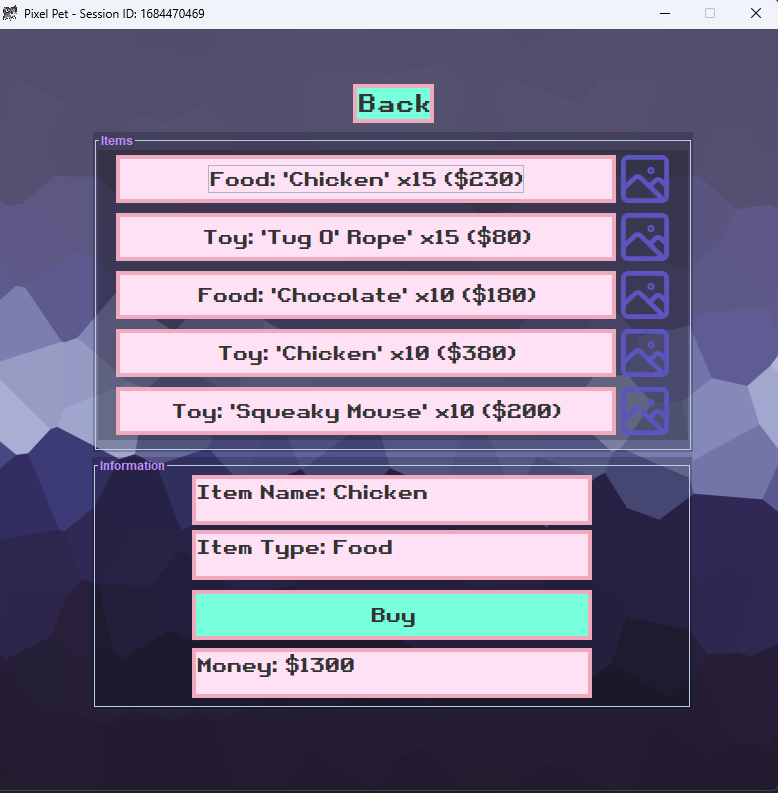 Pixel Pet - Session ID: 1684470469
Back
Items
Food: 'Chicken' x15 ($230)
Toy: 'Tug O' Rope' x15 ($80)
Food: 'Chocolate' x10 ($180)
Toy: 'Chicken' x10 ($380)
Toy: 'Squeaky Mouse' x10 ($200)
Information
Item Name: Chicken
Item Type: Food
Buy
Money: $1300